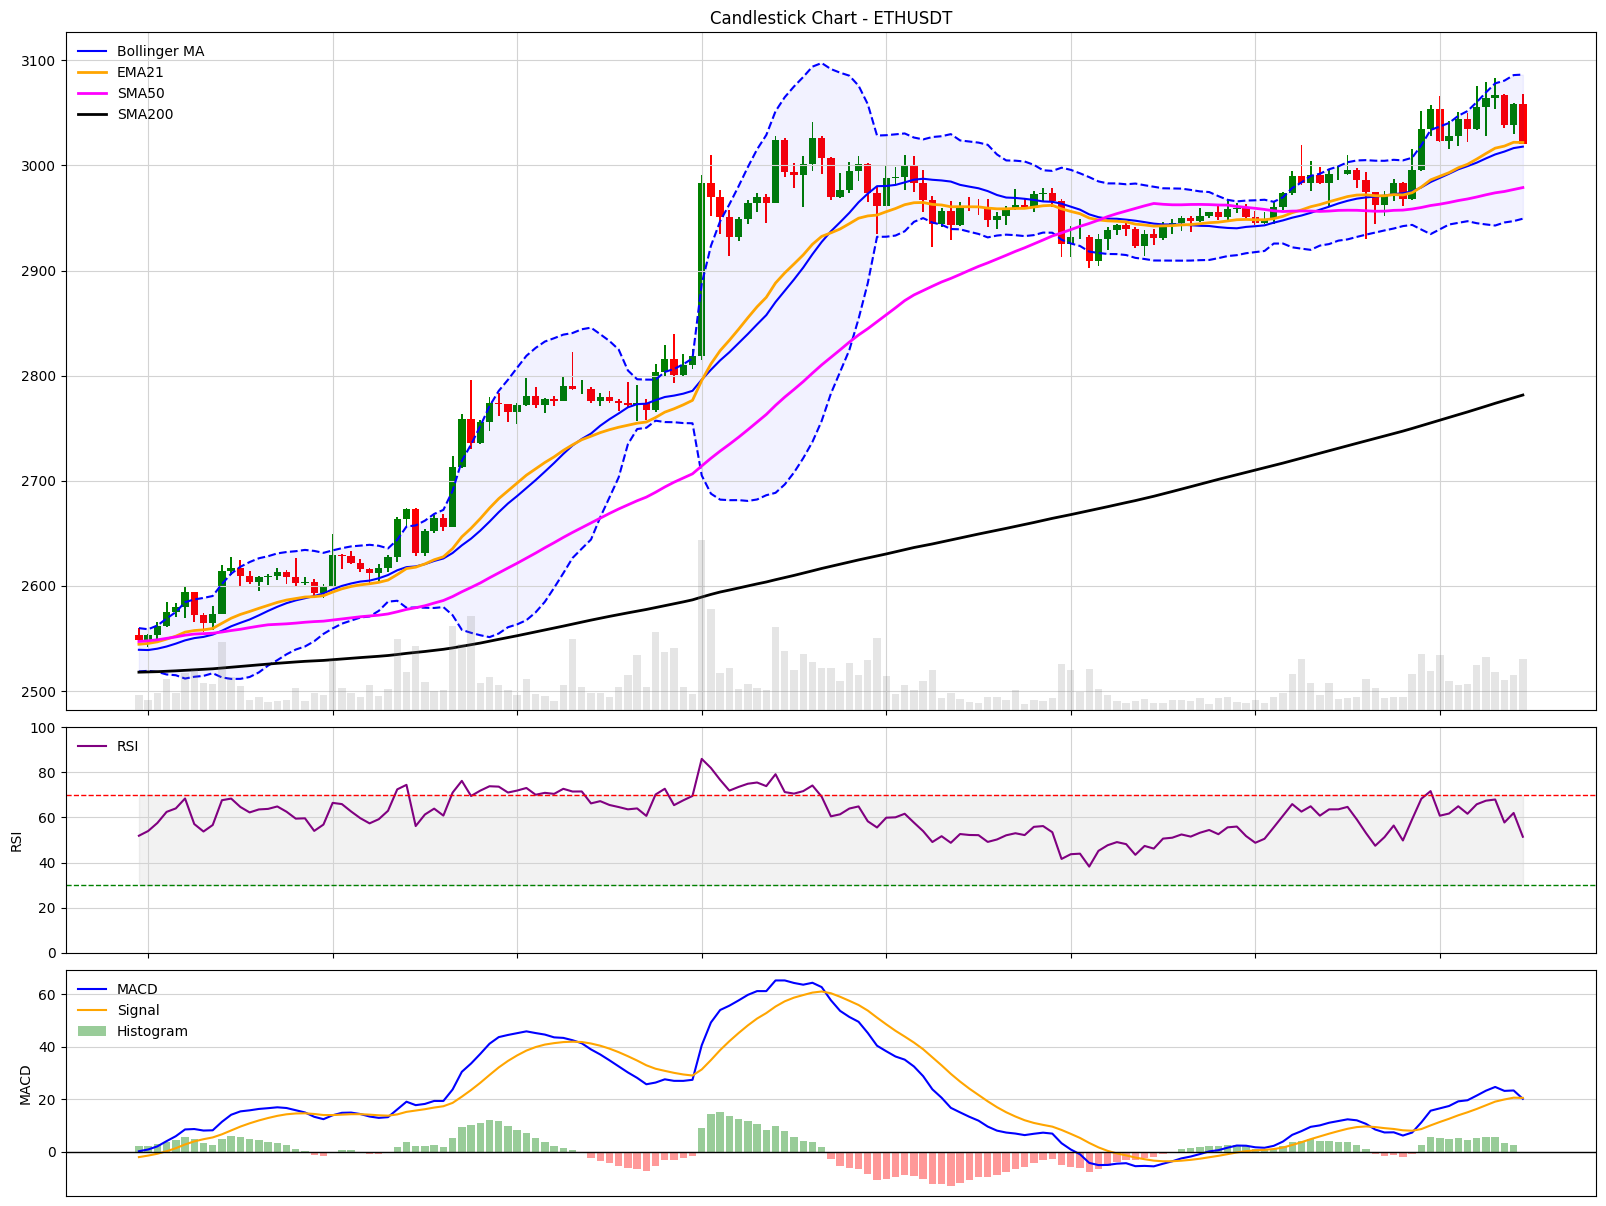 Candlestick Chart - ETHUSDT
Bollinger MA
EMA21
SMA50
SMA200
3100
3000
2900
2800
2700
2600
2500
RSI
100
80
60
40
20
0
RSI
MACD
Signal
Histogram
60
40
20
0
MACD